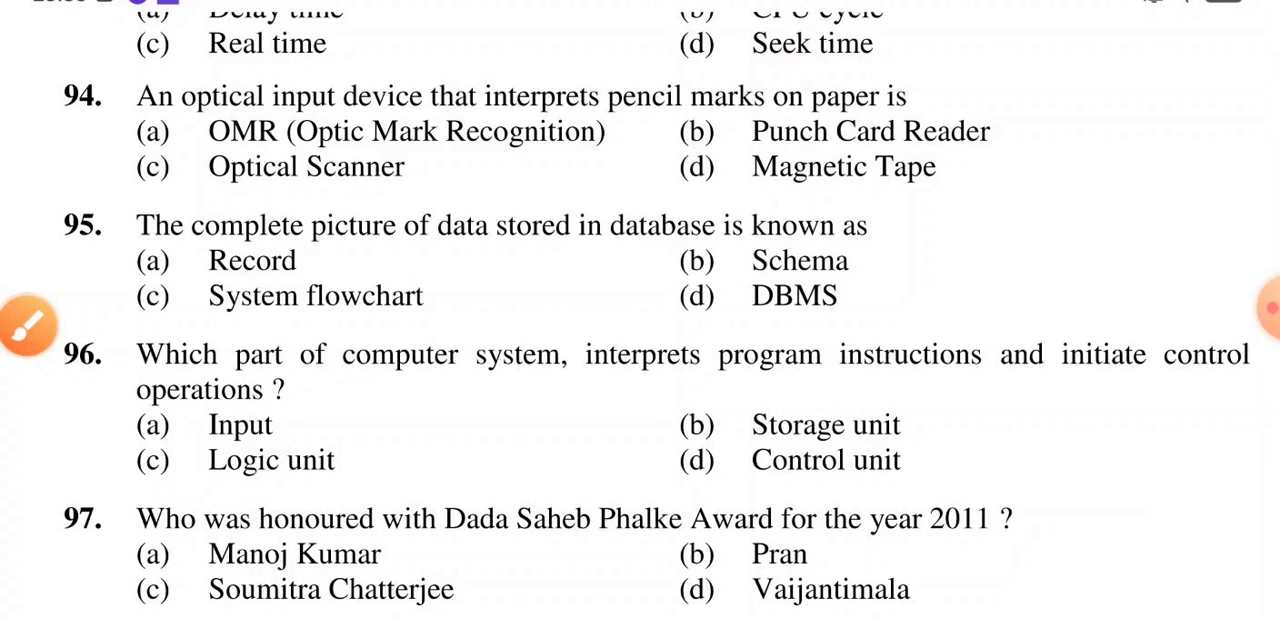 (c) Real time (d) Seek time
94. An optical input device that interprets pencil marks on paper is
(a) OMR (Optic Mark Recognition) (b) Punch Card Reader
(c) Optical Scanner (d) Magnetic Tape
95. The complete picture of data stored in database is known as
(a) Record (b) Schema
(c) System flowchart (d) DBMS
96. Which part of computer system, interprets program instructions and initiate control
operations ?
(a) Input (b) Storage unit
(c) Logic unit (d) Control unit
97. Who was honoured with Dada Saheb Phalke Award for the year 2011 ?
(a) Manoj Kumar (b) Pran
(c) Soumitra Chatterjee (d) Vaijantimala